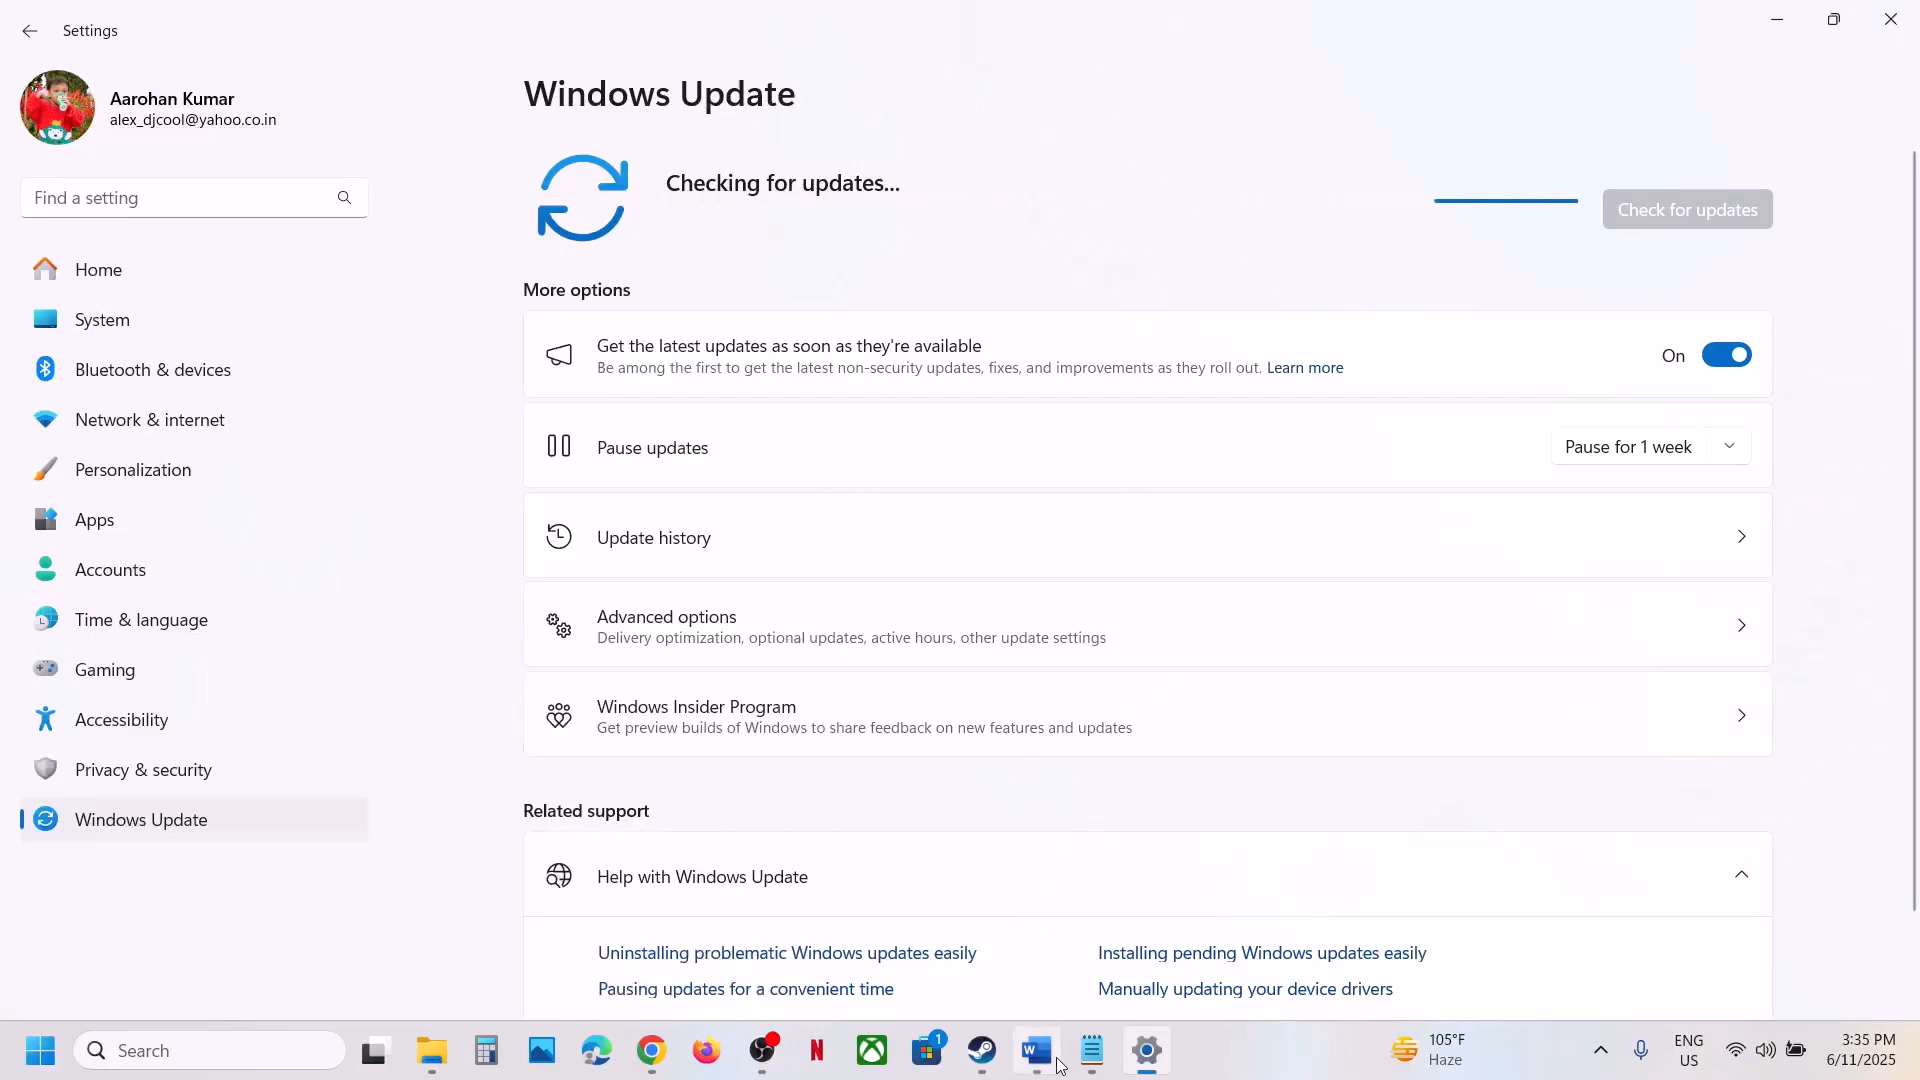 Settings
Aarohan Kumar
alex_djcool@yahoo.co.in
Find a setting
Home
System
Bluetooth & devices
Network & internet
Personalization
Apps
Accounts
Time & language
Gaming
Accessibility
Privacy & security
Windows Update
Windows Update
Checking for updates...
Check for updates
More options
Get the latest updates as soon as they're available
Be among the first to get the latest non-security updates, fixes, and improvements as they roll out. Learn more
On
Pause updates
Pause for 1 week
Update history
Advanced options
Delivery optimization, optional updates, active hours, other update settings
Windows Insider Program
Get preview builds of Windows to share feedback on new features and updates
Related support
Help with Windows Update
Uninstalling problematic Windows updates easily
Installing pending Windows updates easily
Pausing updates for a convenient time
Manually updating your device drivers
Search
N
1
W
105°F
Haze
ENG
US
3:35 PM
6/11/2025